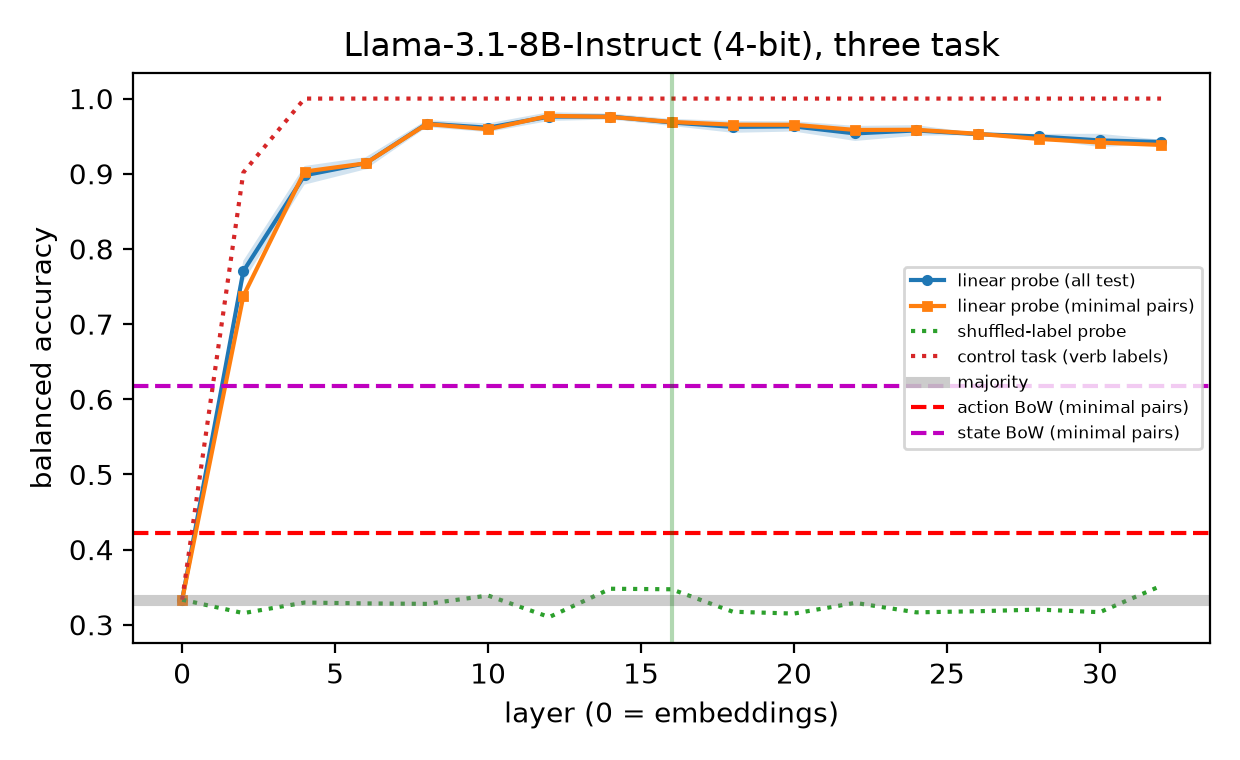 Llama-3.1-8B-Instruct (4-bit), three task
balanced accuracy
1.0
0.9
0.8
0.7
0.6
0.5
0.4
0.3
linear probe (all test)
linear probe (minimal pairs)
shuffled-label probe
control task (verb labels)
majority
action BoW (minimal pairs)
state BoW (minimal pairs)
0 5 10 15 20 25 30
layer (0 = embeddings)